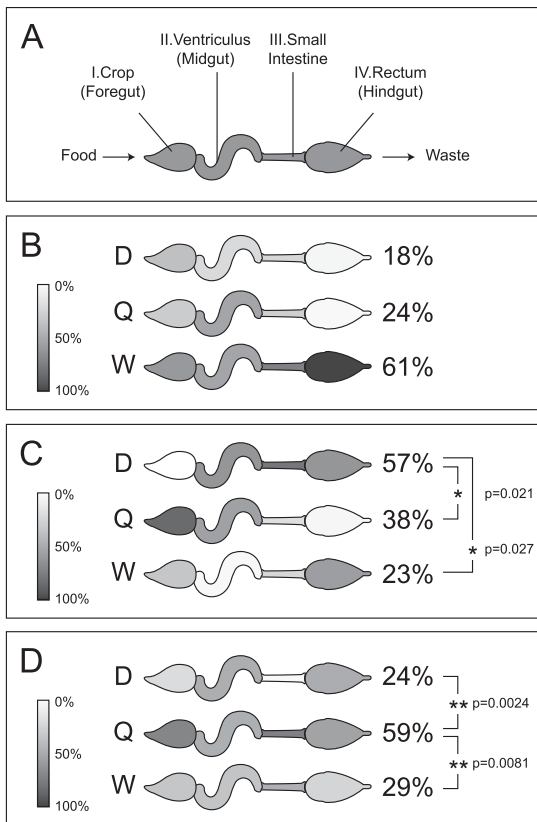 A
II.Ventriculus
(Midgut)
III.Small
Intestine
I.Crop
(Foregut)
IV.Rectum
(Hindgut)
Food
Waste
B
0%
50%
100%
D
18%
Q
24%
W
61%
C
0%
50%
100%
D
57%
Q
38%
W
23%
* p=0.021
* p=0.027
D
0%
50%
100%
D
24%
Q
59%
W
29%
** p=0.0024
** p=0.0081